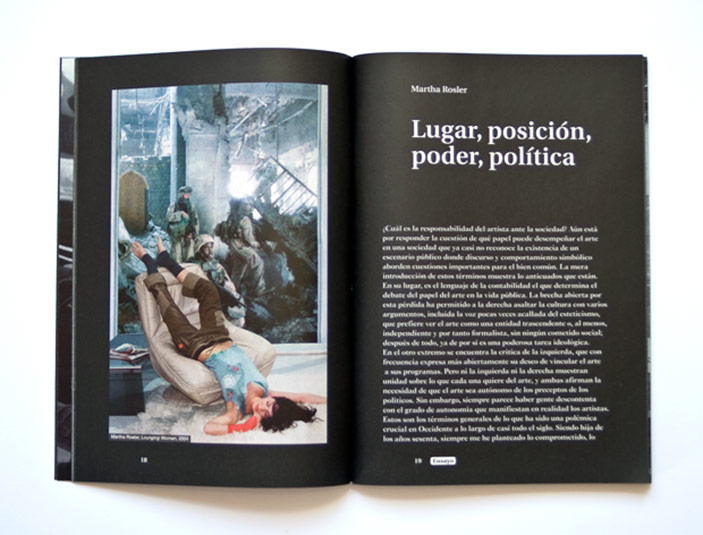 Martha Rosler, Lounging Women, 2004
18
Martha Rosler
Lugar, posición,
poder, política
¿Cuál es la responsabilidad del artista ante la sociedad? Aún está
por responder la cuestión de qué papel puede desempeñar el arte
en una sociedad que ya casi no reconoce la existencia de un
escenario público donde discurso y comportamiento simbólico
aborden cuestiones importantes para el bien común. La mera
introducción de estos términos muestra lo anticuados que están.
En su lugar, es el lenguaje de la contabilidad el que determina el
debate del papel del arte en la vida pública. La brecha abierta por
esta pérdida ha permitido a la derecha asaltar la cultura con varios
argumentos, incluida la voz pocas veces acallada del esteticismo,
que prefiere ver el arte como una entidad trascendente o, al menos,
independiente y por tanto formalista, sin ningún cometido social;
después de todo, ya de por si es una poderosa tarea ideológica.
En el otro extremo se encuentra la crítica de la izquierda, que con
frecuencia expresa más abiertamente su deseo de vincular el arte
a sus programas. Pero ni la izquierda ni la derecha muestran
unidad sobre lo que cada una quiere del arte, y ambas afirman la
necesidad de que el arte sea autónomo de los preceptos de los
políticos. Sin embargo, siempre parece haber gente descontenta
con el grado de autonomía que manifiestan en realidad los artistas.
Estos son los términos generales de lo que ha sido una polémica
crucial en Occidente a lo largo de casi todo el siglo. Siendo hija de
los años sesenta, siempre me he planteado lo comprometido, lo
19 Ensayo